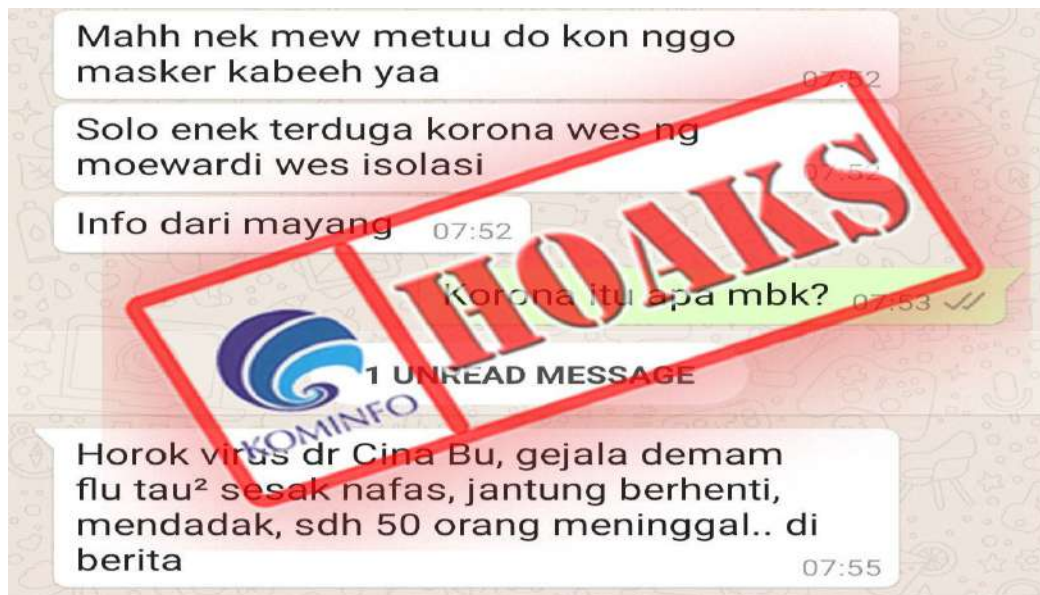 Mahh nek mew metuu do kon nggo
masker kabeeh yaa
07:52
Solo enek terduga korona wes ng
moewardi wes isolasi
07:52
Info dari mayang 07:52
HOAKS
Korona itu apa mbk? 07:53
KOMINFO
1 UNREAD MESSAGE
Horok virus dr Cina Bu, gejala demam
flu tau² sesak nafas, jantung berhenti,
mendadak, sdh 50 orang meninggal.. di
berita
07:55